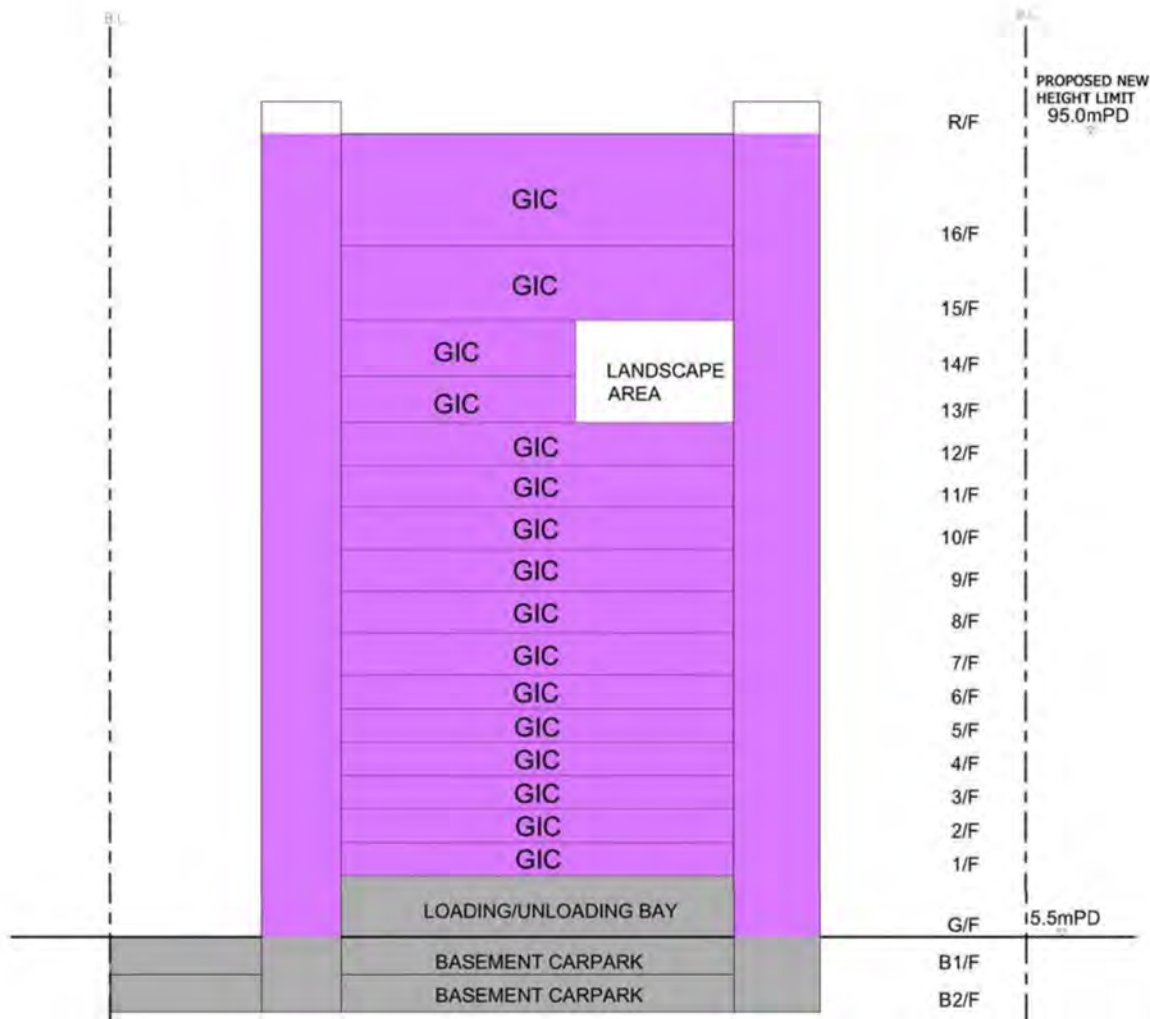 B.L.
B.L.
PROPOSED NEW
HEIGHT LIMIT
95.0mPD
R/F
GIC
16/F
GIC
15/F
GIC
14/F
LANDSCAPE
AREA
GIC
13/F
GIC
12/F
GIC
11/F
GIC
10/F
GIC
9/F
GIC
8/F
GIC
7/F
GIC
6/F
GIC
5/F
GIC
4/F
GIC
3/F
GIC
2/F
GIC
1/F
LOADING/UNLOADING BAY
G/F
5.5mPD
BASEMENT CARPARK
B1/F
BASEMENT CARPARK
B2/F